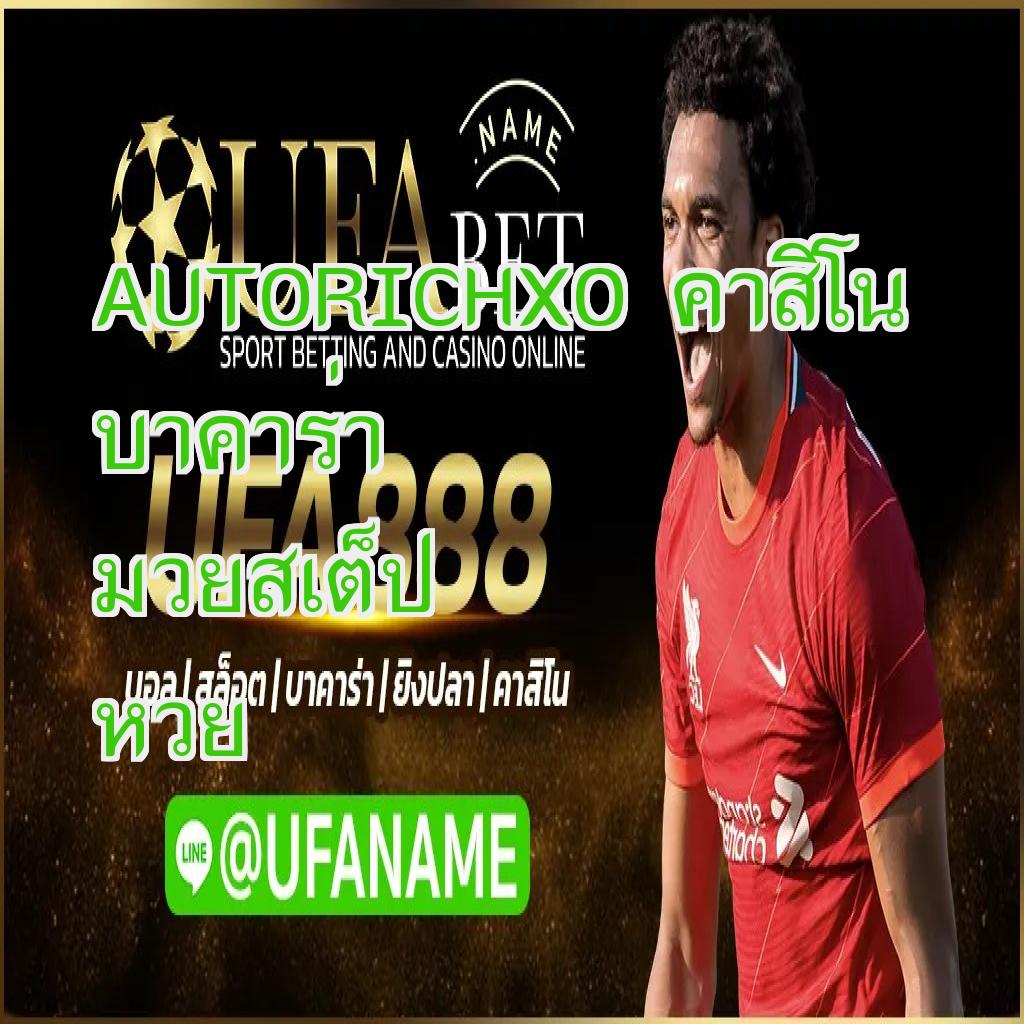 .NAME
UFABET
AUTORICHXO คาสิโน
SPORT BETTING AND CASINO ONLINE
บาคาร่า
UFA888
มวยสเต็ป
บอล | สล็อต | บาคาร่า | ยิงปลา | คาสิโน
หวย
LINE @UFANAME